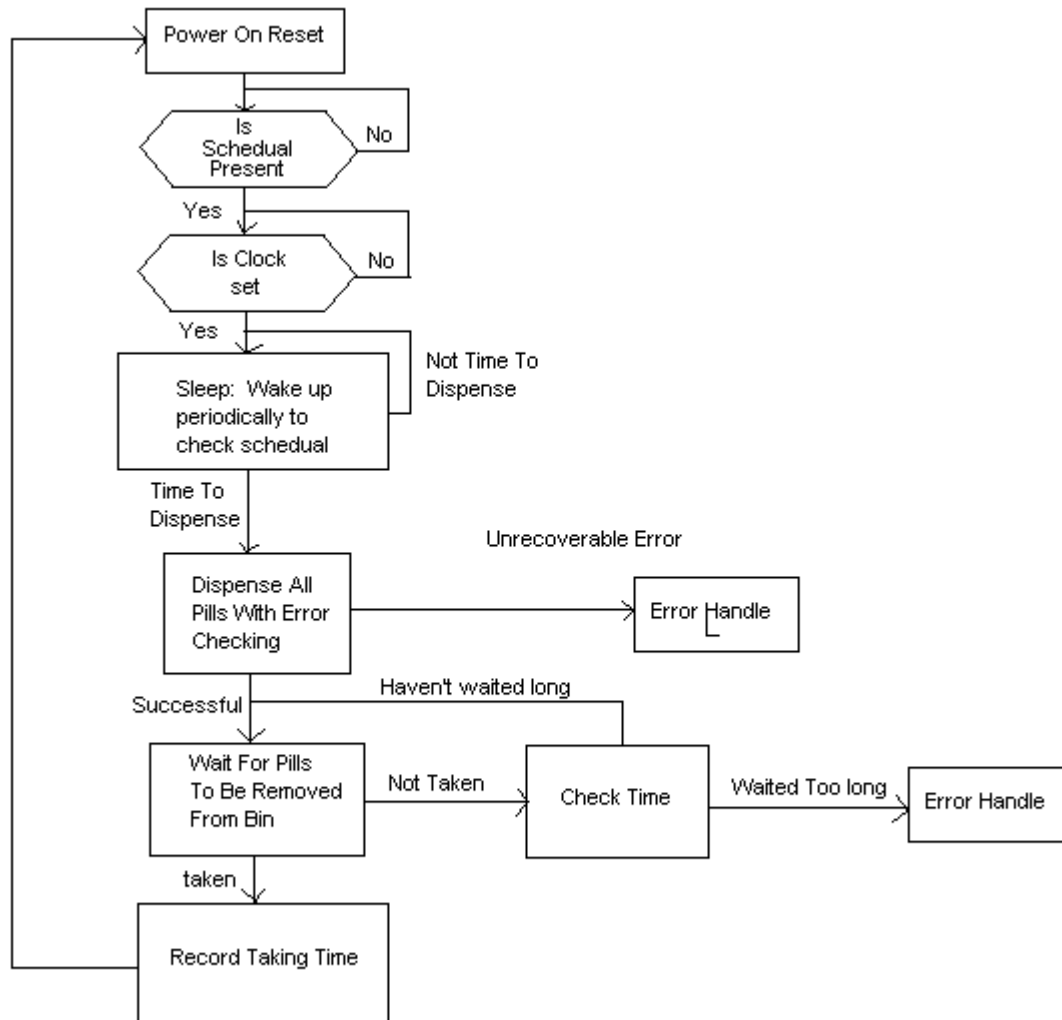 Power On Reset
Is
Schedual
Present
No
Yes
Is Clock
set
No
Yes
Sleep: Wake up
periodically to
check schedual
Not Time To
Dispense
Time To
Dispense
Unrecoverable Error
Dispense All
Pills With Error
Checking
Error Handle
Haven't waited long
Successful
Wait For Pills
To Be Removed
From Bin
Not Taken
Check Time
Waited Too long
Error Handle
taken
Record Taking Time